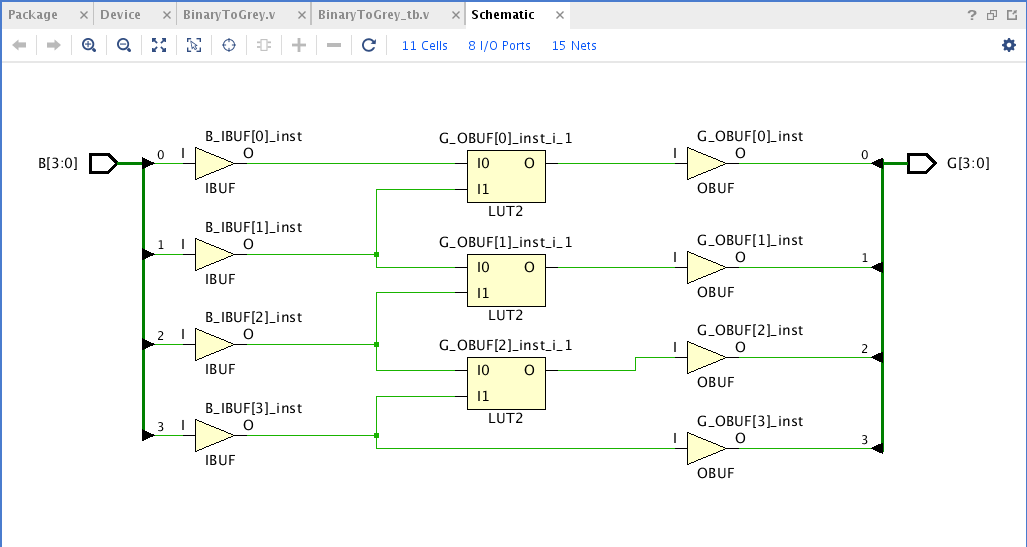 Package Device BinaryToGrey.v BinaryToGrey_tb.v Schematic ?
11 Cells 8 I/O Ports 15 Nets
B_IBUF[0]_inst G_OBUF[0]_inst_i_1 G_OBUF[0]_inst
B[3:0] 0 I O I0 O I O 0 G[3:0]
IBUF I1 OBUF
LUT2
B_IBUF[1]_inst G_OBUF[1]_inst_i_1 G_OBUF[1]_inst
1 I O I0 O I O 1
IBUF I1 OBUF
LUT2
B_IBUF[2]_inst G_OBUF[2]_inst_i_1 G_OBUF[2]_inst
2 I O I0 O I O 2
IBUF I1 OBUF
LUT2
B_IBUF[3]_inst G_OBUF[3]_inst
3 I O I O 3
IBUF OBUF